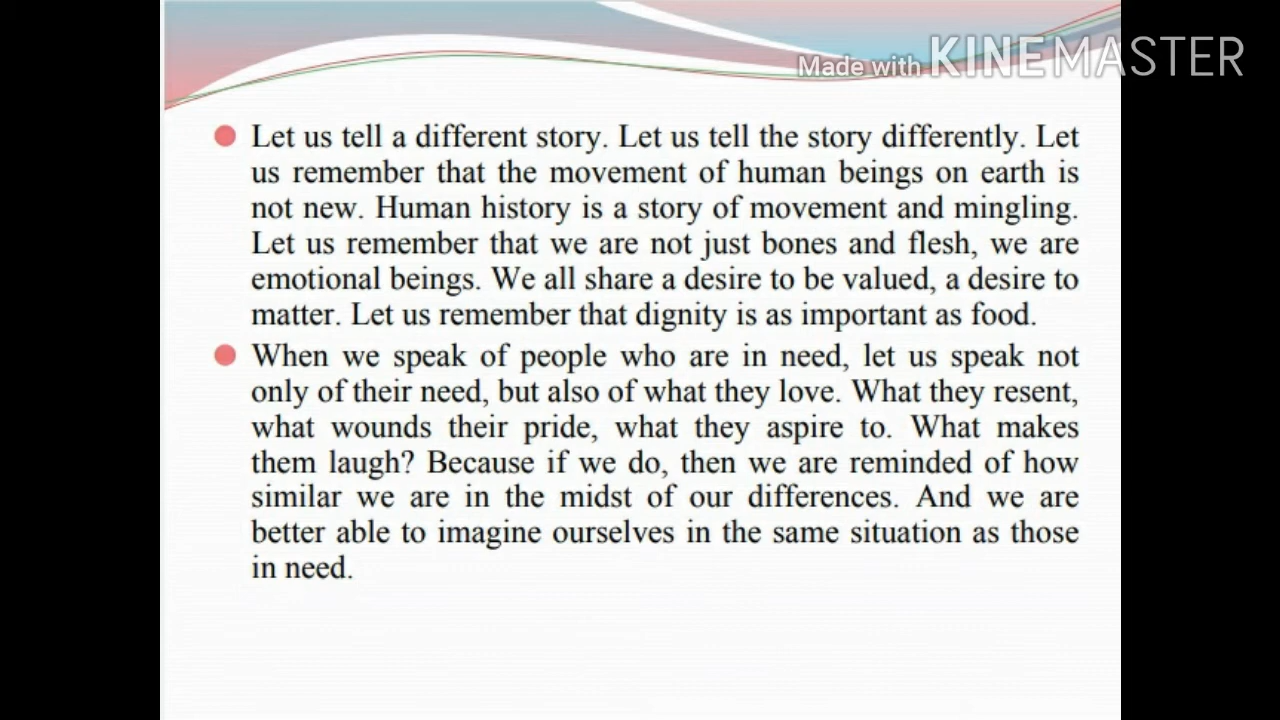 Made with KINEMASTER
Let us tell a different story. Let us tell the story differently. Let
us remember that the movement of human beings on earth is
not new. Human history is a story of movement and mingling.
Let us remember that we are not just bones and flesh, we are
emotional beings. We all share a desire to be valued, a desire to
matter. Let us remember that dignity is as important as food.
When we speak of people who are in need, let us speak not
only of their need, but also of what they love. What they resent,
what wounds their pride, what they aspire to. What makes
them laugh? Because if we do, then we are reminded of how
similar we are in the midst of our differences. And we are
better able to imagine ourselves in the same situation as those
in need.